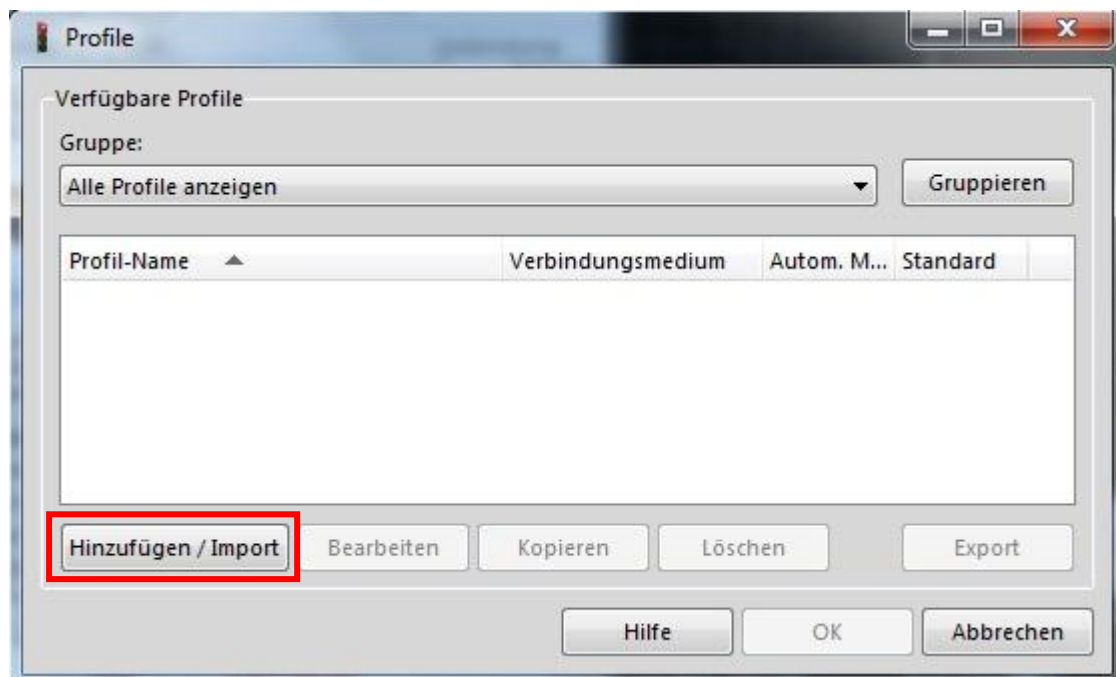 Profile
Verfügbare Profile
Gruppe:
Alle Profile anzeigen
Gruppieren
Profil-Name Verbindungsmedium Autom. M... Standard
Hinzufügen / Import Bearbeiten Kopieren Löschen Export
Hilfe OK Abbrechen